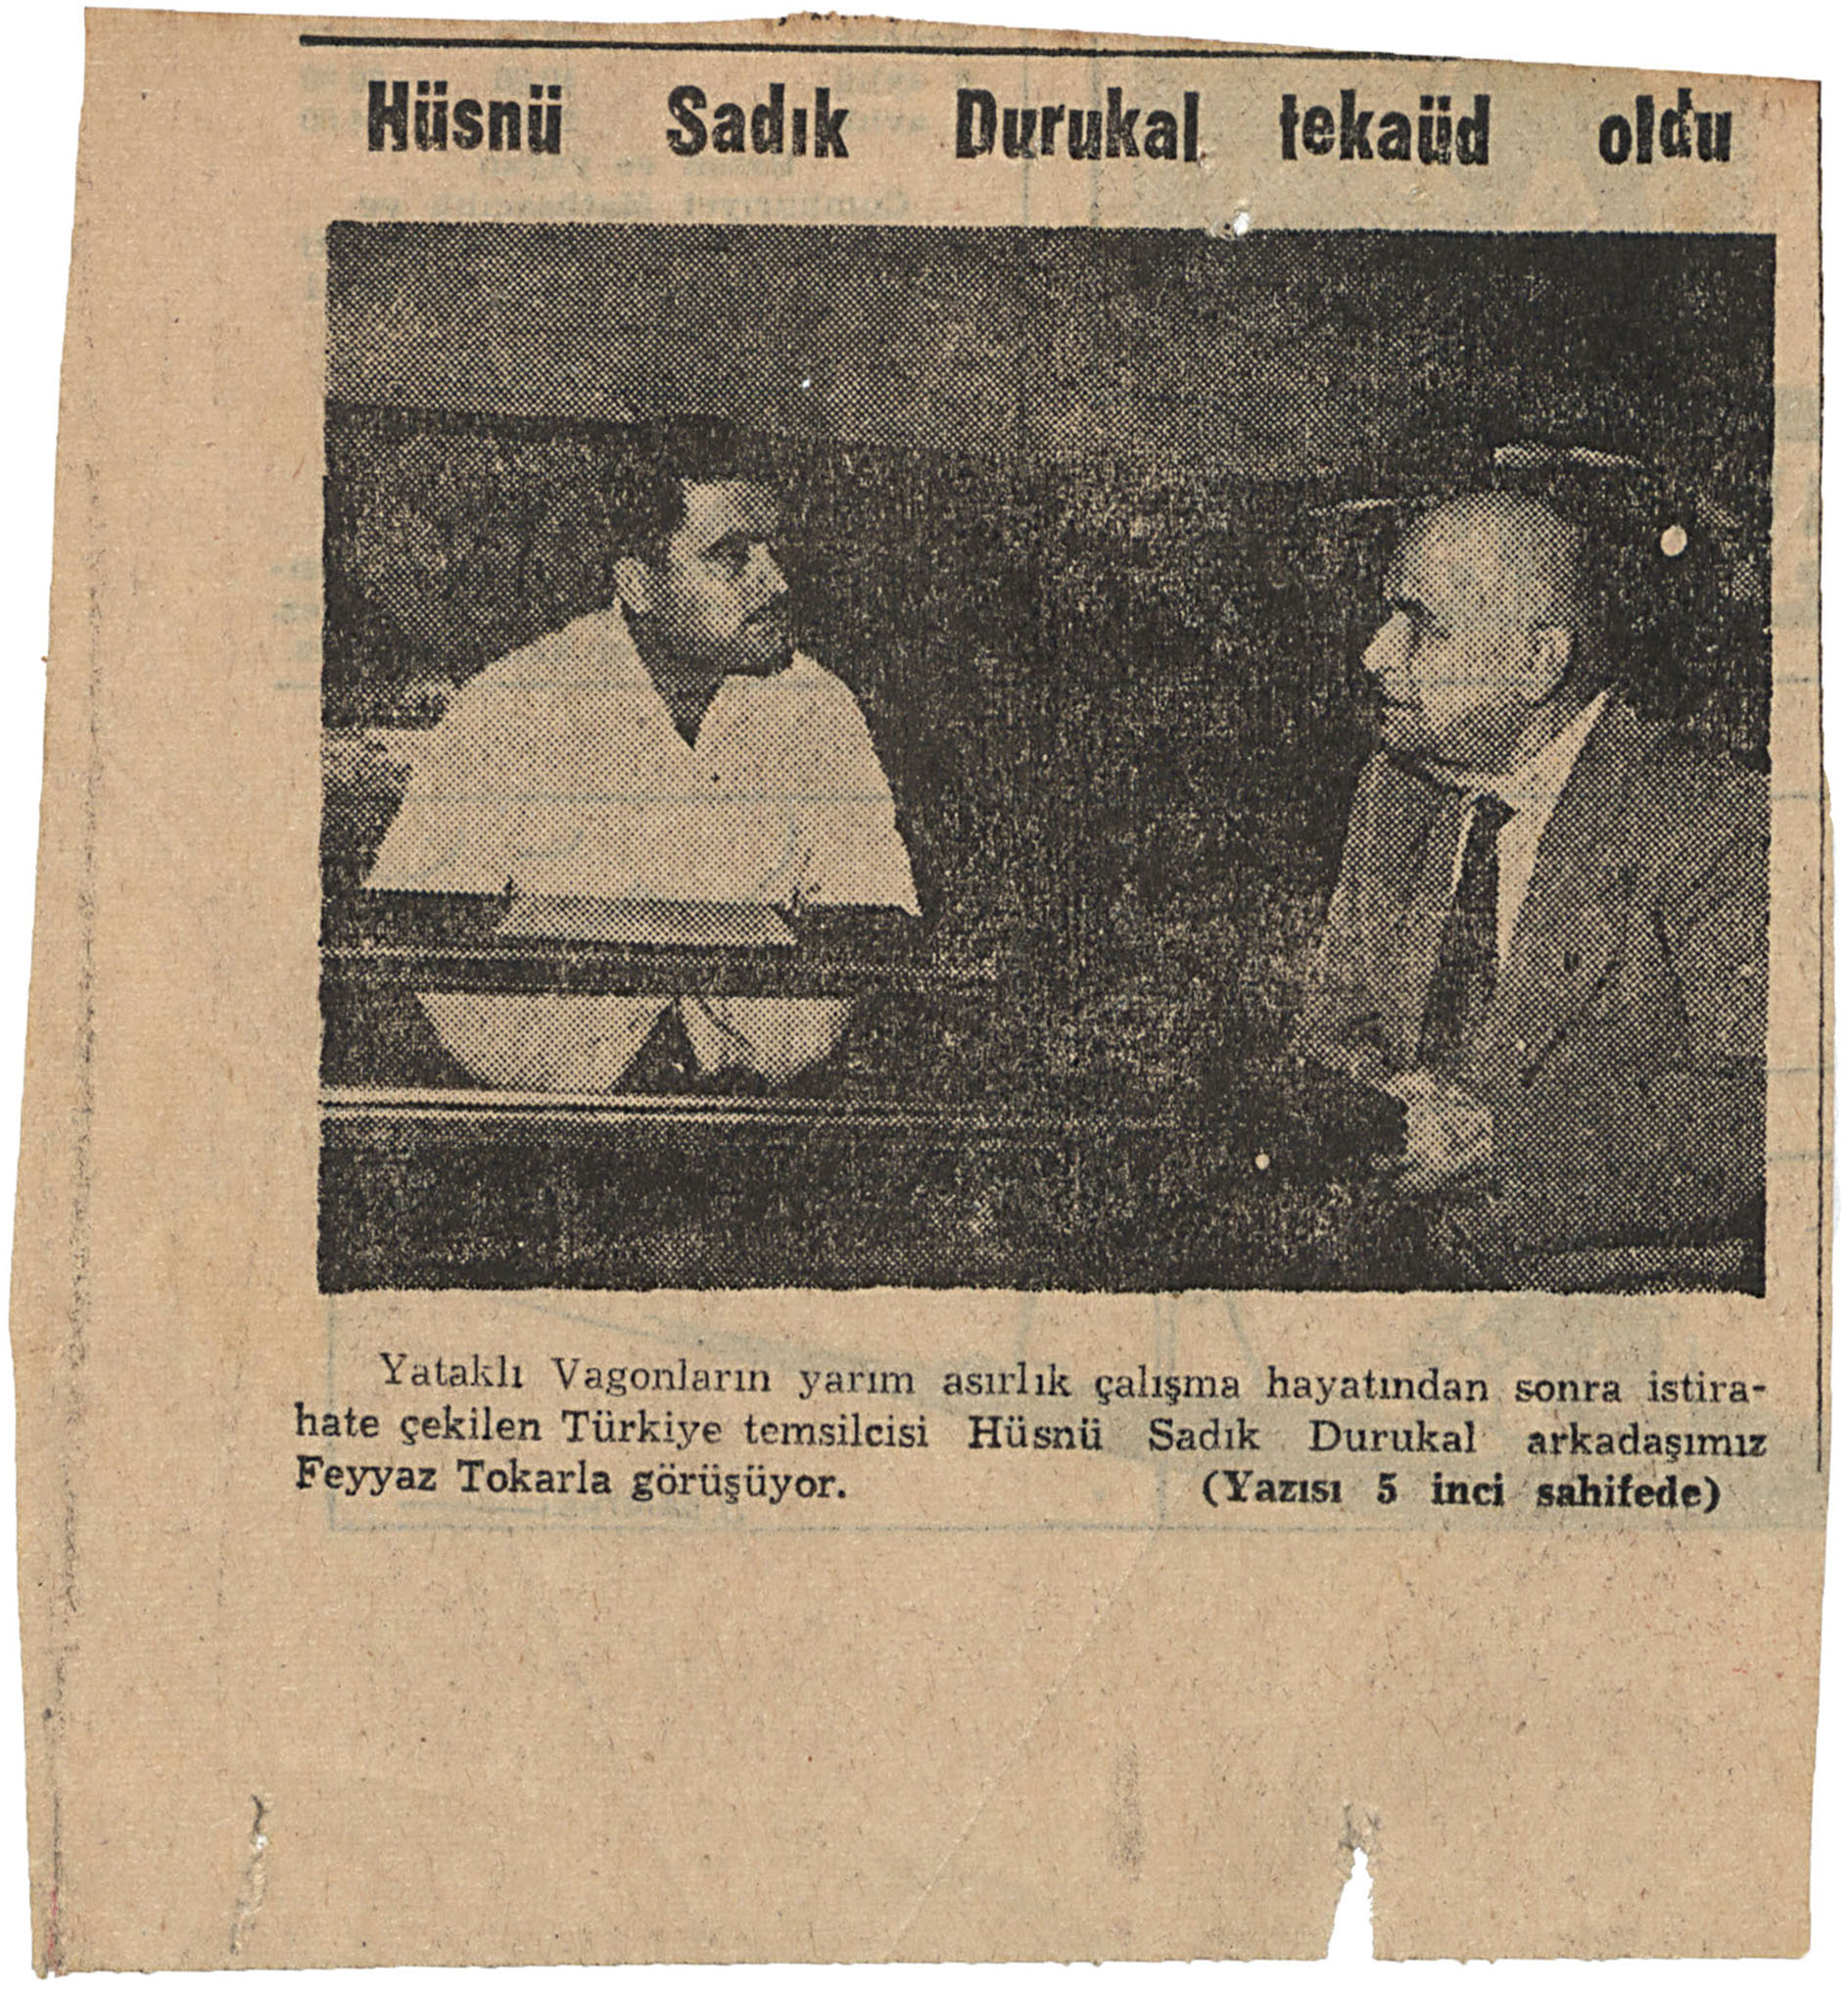 Hüsnü Sadık Durukal tekaüd oldu
Yataklı Vagonların yarım asırlık çalışma hayatından sonra istira-
hate çekilen Türkiye temsilcisi Hüsnü Sadık Durukal arkadaşımız
Feyyaz Tokarla görüşüyor. (Yazısı 5 inci sahifede)